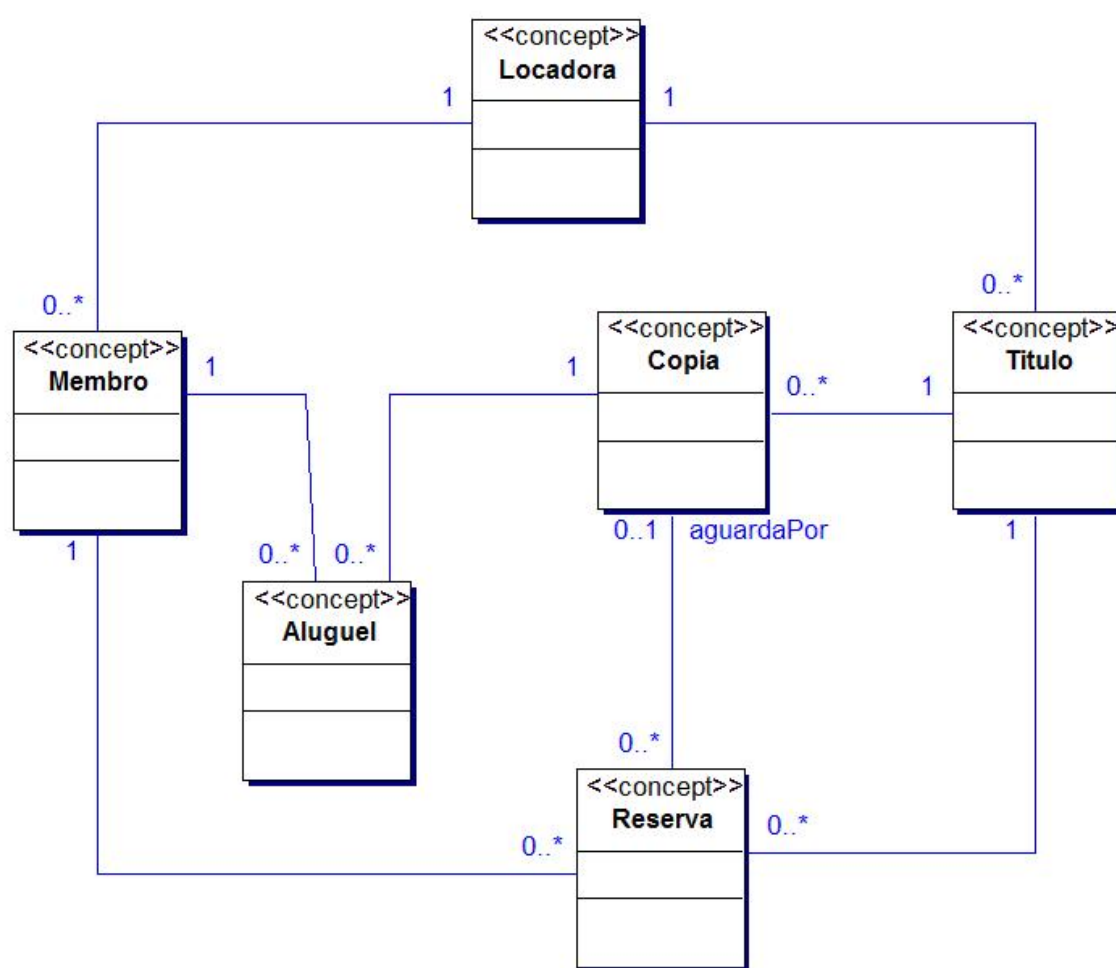 <<concept>>
Locadora
1
1
0..*
0..*
<<concept>>
Membro
<<concept>>
Copia
<<concept>>
Titulo
1
1
0..*
1
0..*
0..*
1
0..1
aguardaPor
1
<<concept>>
Aluguel
0..*
<<concept>>
Reserva
0..*
0..*